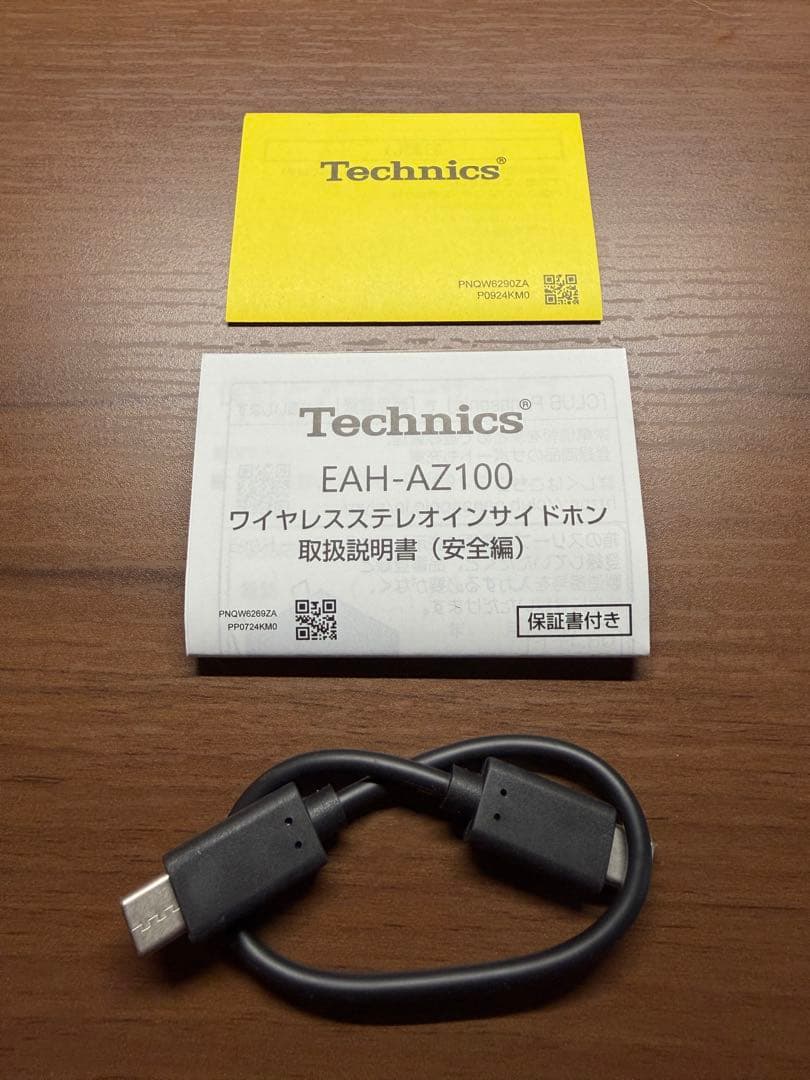 Technics®
PNQW6290ZA
P0924KM0
Technics®
EAH-AZ100
ワイヤレスステレオインサイドホン
取扱説明書（安全編）
PNQW6269ZA
PP0724KM0
保証書付き